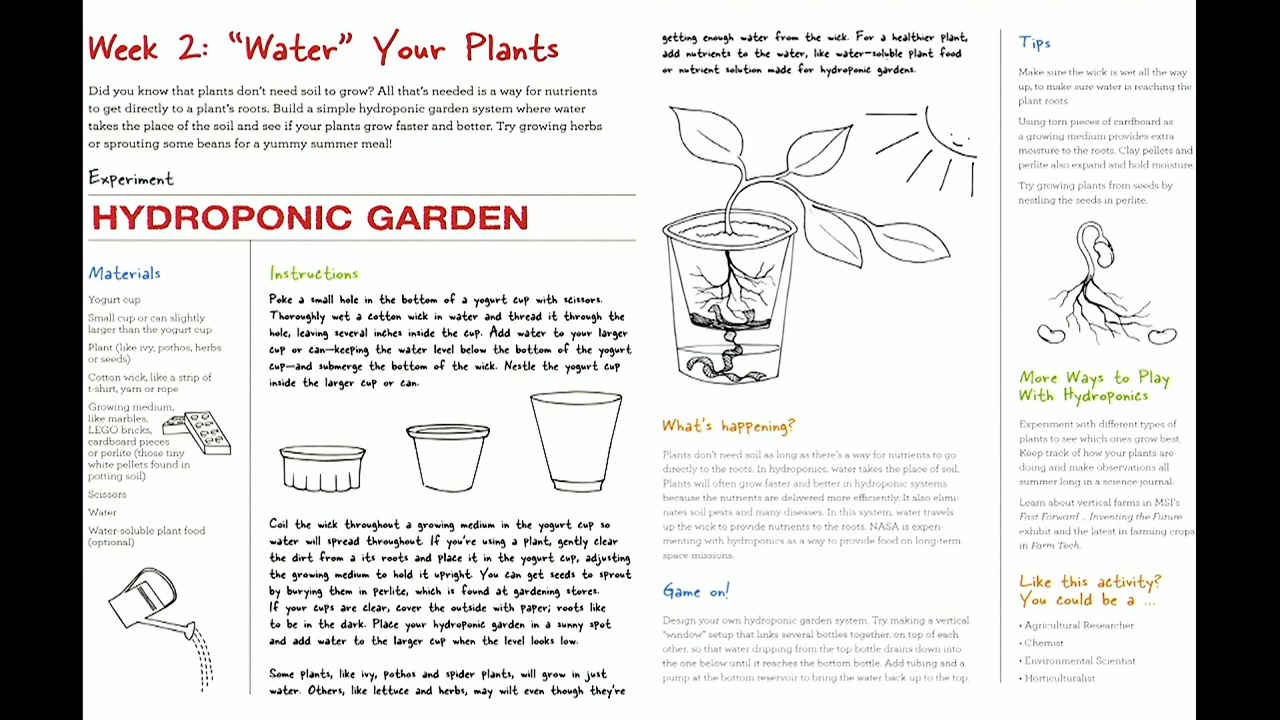 Week 2: “Water” Your Plants
Did you know that plants don’t need soil to grow? All that’s needed is a way for nutrients
to get directly to a plant’s roots. Build a simple hydroponic garden system where water
takes the place of the soil and see if your plants grow faster and better. Try growing herbs
or sprouting some beans for a yummy summer meal!
Experiment
HYDROPONIC GARDEN
Materials
Yogurt cup
Small cup or can slightly
larger than the yogurt cup
Plant (like ivy, pothos, herbs
or seeds)
Cotton wick, like a strip of
t-shirt, yarn or rope
Growing medium,
like marbles,
LEGO bricks,
cardboard pieces
or perlite (those tiny
white pellets found in
potting soil)
Scissors
Water
Water-soluble plant food
(optional)
Instructions
Poke a small hole in the bottom of a yogurt cup with scissors.
Thoroughly wet a cotton wick in water and thread it through the
hole, leaving several inches inside the cup. Add water to your larger
cup or can—keeping the water level below the bottom of the yogurt
cup—and submerge the bottom of the wick. Nestle the yogurt cup
inside the larger cup or can.
Coil the wick throughout a growing medium in the yogurt cup so
water will spread throughout. If you’re using a plant, gently clear
the dirt from a its roots and place it in the yogurt cup, adjusting
the growing medium to hold it upright. You can get seeds to sprout
by burying them in perlite, which is found at gardening stores.
If your cups are clear, cover the outside with paper; roots like
to be in the dark. Place your hydroponic garden in a sunny spot
and add water to the larger cup when the level looks low.
Some plants, like ivy, pothos and spider plants, will grow in just
water. Others, like lettuce and herbs, may wilt even though they’re
getting enough water from the wick. For a healthier plant,
add nutrients to the water, like water-soluble plant food
or nutrient solution made for hydroponic gardens.
What’s happening?
Plants don’t need soil as long as there’s a way for nutrients to go
directly to the roots. In hydroponics, water takes the place of soil.
Plants will often grow faster and better in hydroponic systems
because the nutrients are delivered more efficiently. It also elimi-
nates soil pests and many diseases. In this system, water travels
up the wick to provide nutrients to the roots. NASA is experi-
menting with hydroponics as a way to provide food on long-term
space missions.
Game on!
Design your own hydroponic garden system. Try making a vertical
“window” setup that links several bottles together, on top of each
other, so that water dripping from the top bottle drains down into
the one below until it reaches the bottom bottle. Add tubing and a
pump at the bottom reservoir to bring the water back up to the top.
Tips
Make sure the wick is wet all the way
up, to make sure water is reaching the
plant roots.
Using torn pieces of cardboard as
a growing medium provides extra
moisture to the roots. Clay pellets and
perlite also expand and hold moisture.
Try growing plants from seeds by
nestling the seeds in perlite.
More Ways to Play
With Hydroponics
Experiment with different types of
plants to see which ones grow best.
Keep track of how your plants are
doing and make observations all
summer long in a science journal.
Learn about vertical farms in MSI’s
Fast Forward ... Inventing the Future
exhibit and the latest in farming crops
in Farm Tech.
Like this activity?
You could be a ...
• Agricultural Researcher
• Chemist
• Environmental Scientist
• Horticulturalist